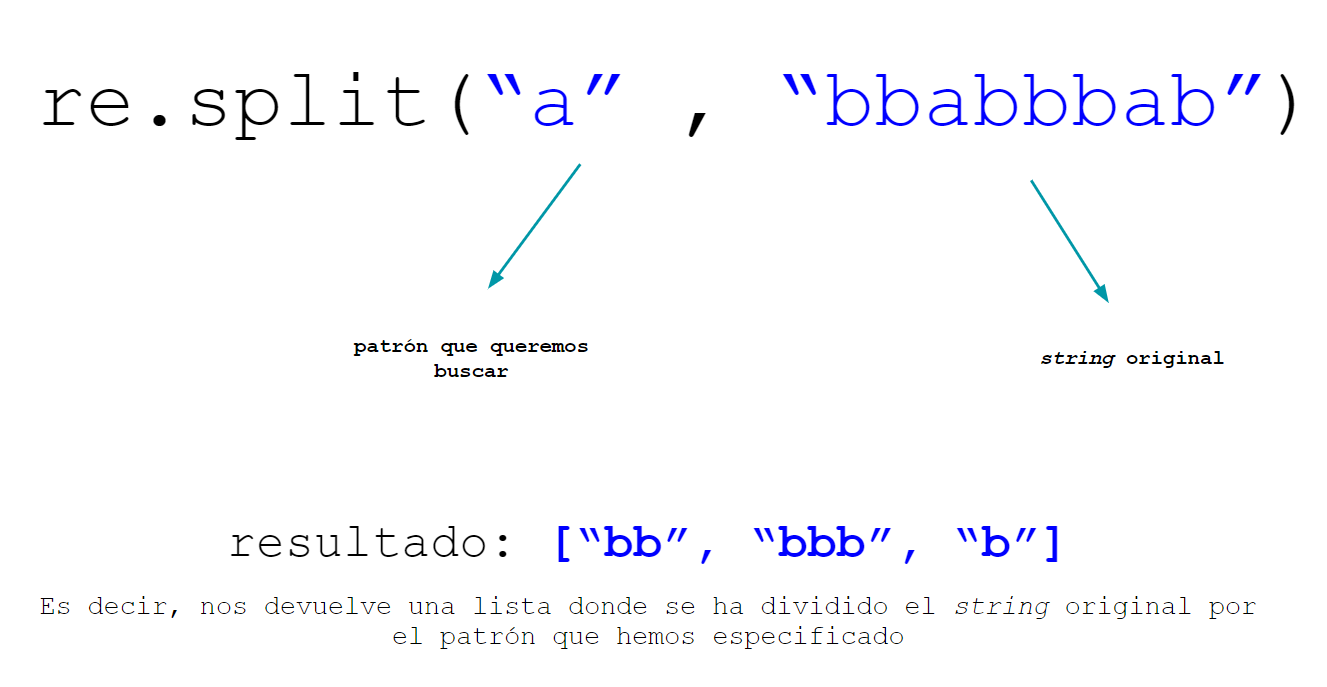 re.split(“a” , “bbabbbab”)
patrón que queremos
buscar
string original
resultado: [“bb”, “bbb”, “b”]
Es decir, nos devuelve una lista donde se ha dividido el string original por
el patrón que hemos especificado